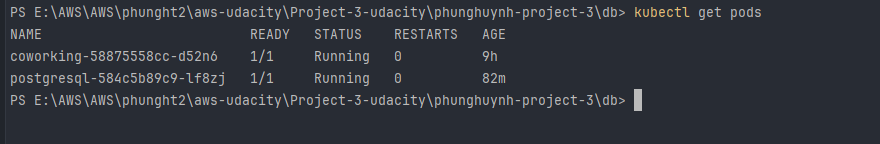 PS E:\AWS\AWS\phunght2\aws-udacity\Project-3-udacity\phunghuynh-project-3\db> kubectl get pods
NAME READY STATUS RESTARTS AGE
coworking-58875558cc-d52n6 1/1 Running 0 9h
postgresql-584c5b89c9-lf8zj 1/1 Running 0 82m
PS E:\AWS\AWS\phunght2\aws-udacity\Project-3-udacity\phunghuynh-project-3\db>